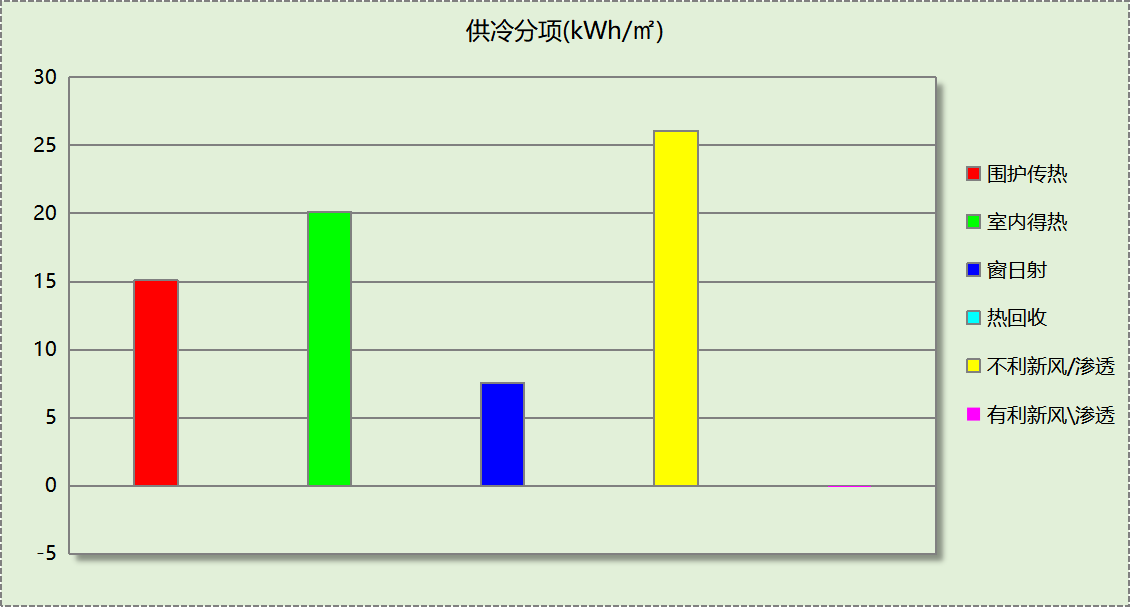 供冷分项(kWh/㎡)
30
25
20
15
10
5
0
-5
围护传热
室内得热
窗日射
热回收
不利新风/渗透
有利新风\渗透